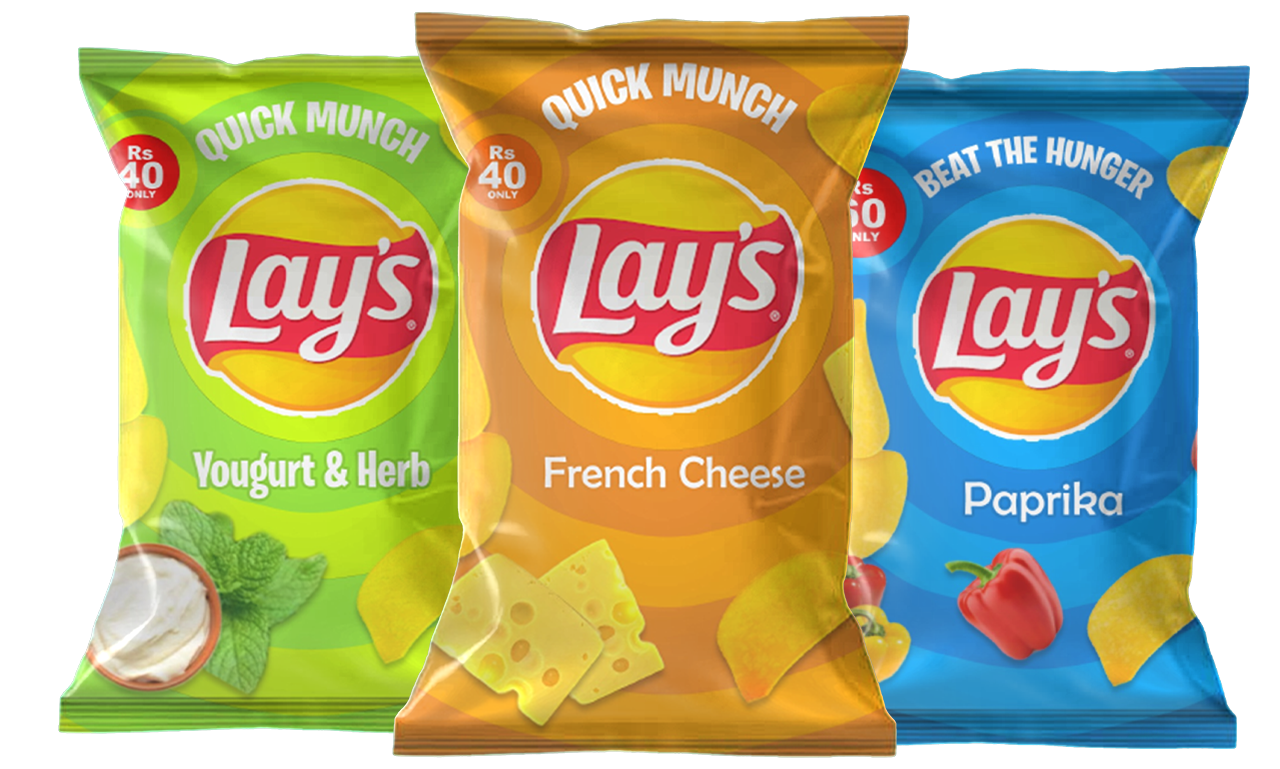 QUICK MUNCH
Rs
40
ONLY
Lay's
®
Yougurt & Herb
QUICK MUNCH
Rs
40
ONLY
Lay's
®
French Cheese
BEAT THE HUNGER
Rs
60
ONLY
Lay's
®
Paprika